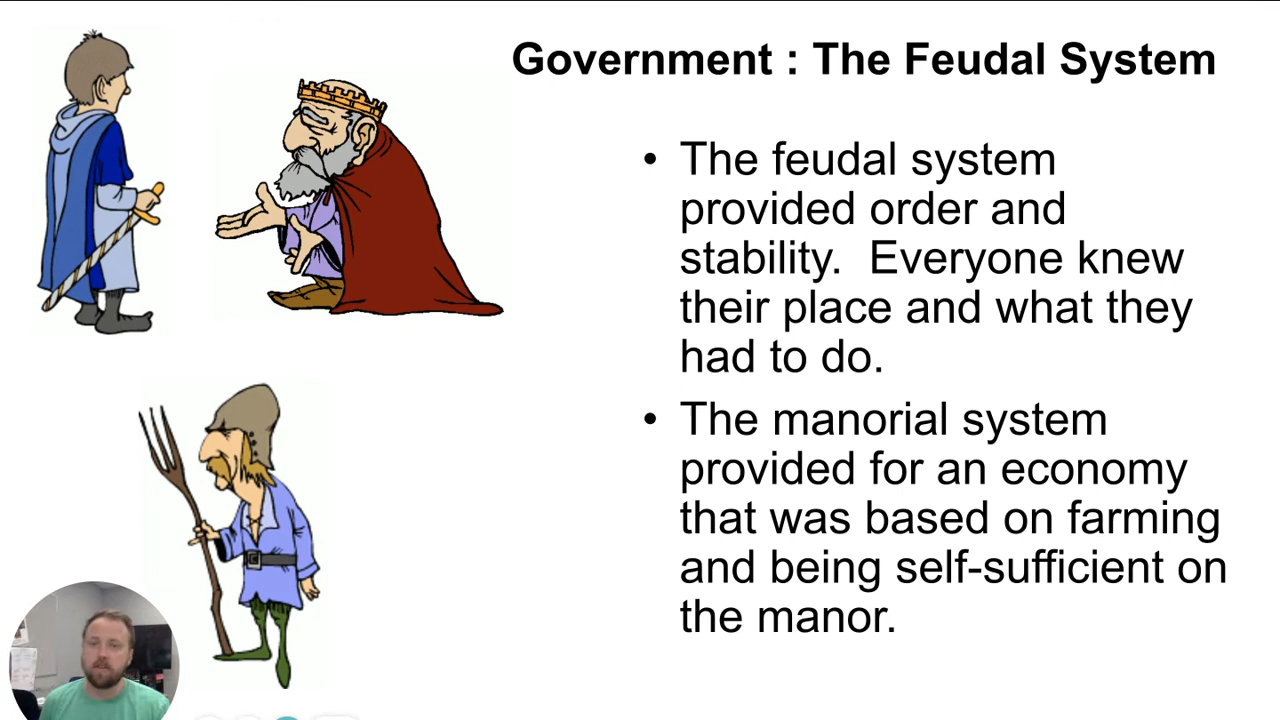 Government : The Feudal System
• The feudal system
provided order and
stability.  Everyone knew
their place and what they
had to do.
• The manorial system
provided for an economy
that was based on farming
and being self-sufficient on
the manor.